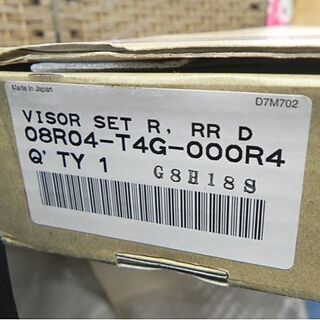 Made in Japan
D7M702
VISOR SET R, RR D
08R04-T4G-000R4
Q' TY 1
G8H18S